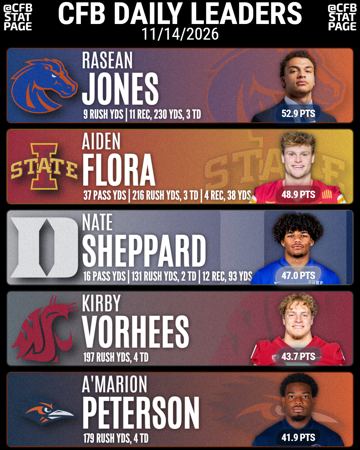 @CFB
STAT
PAGE
CFB DAILY LEADERS
11/14/2026
@CFB
STAT
PAGE
RASEAN
JONES
9 RUSH YDS | 11 REC, 230 YDS, 3 TD
52.9 PTS
I
STATE
AIDEN
FLORA
37 PASS YDS | 216 RUSH YDS, 3 TD | 4 REC, 38 YDS
STATE
48.9 PTS
D
NATE
SHEPPARD
16 PASS YDS | 131 RUSH YDS, 2 TD | 12 REC, 93 YDS
47.0 PTS
KIRBY
VORHEES
197 RUSH YDS, 4 TD
43.7 PTS
A'MARION
PETERSON
179 RUSH YDS, 4 TD
41.9 PTS